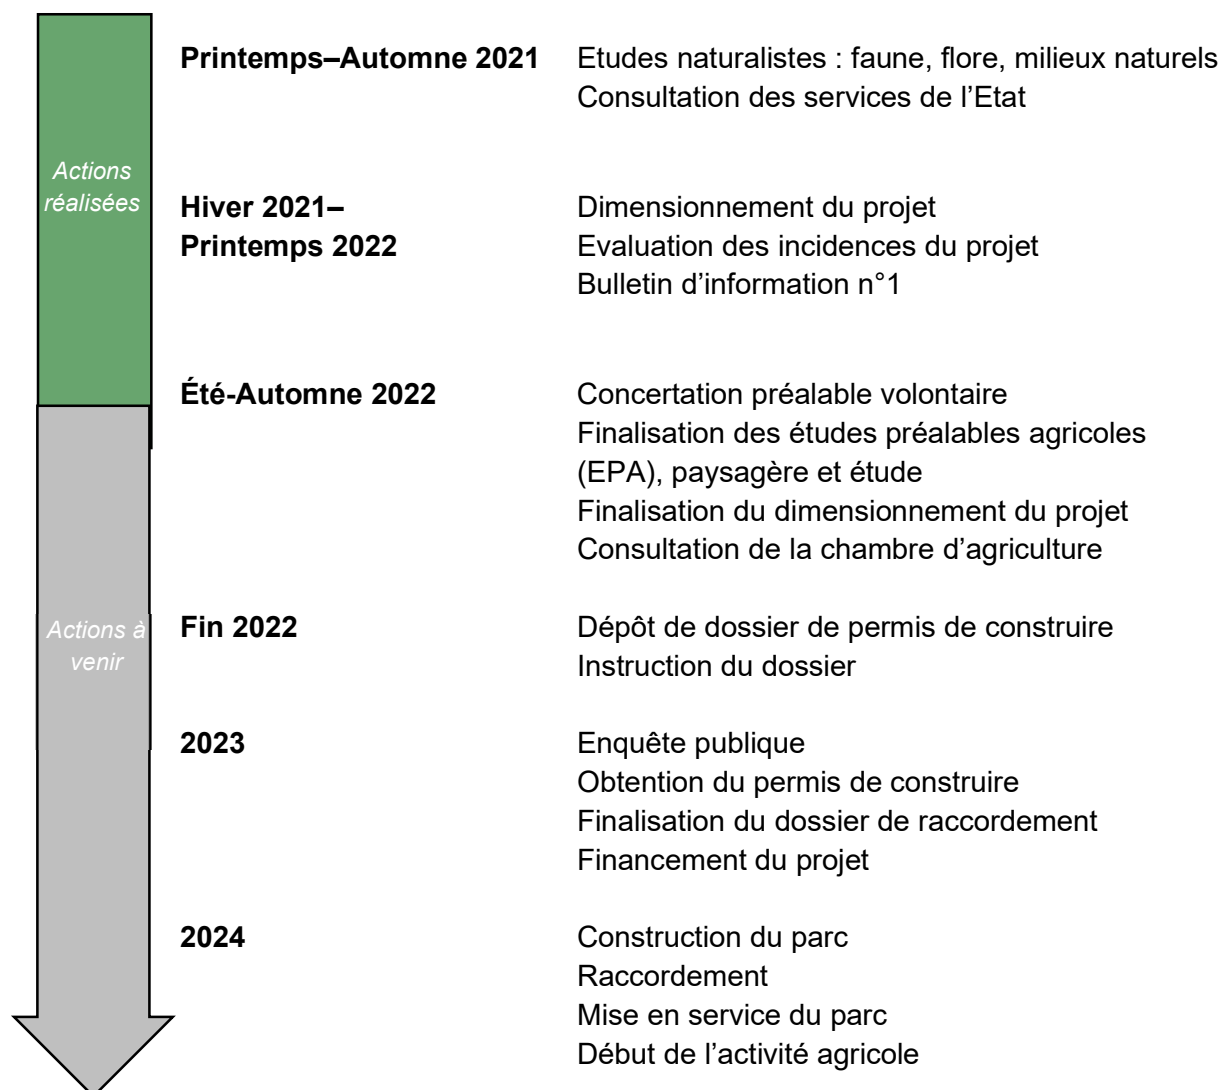 Printemps–Automne 2021 Etudes naturalistes : faune, flore, milieux naturels
Consultation des services de l'Etat
Actions
réalisées
Hiver 2021– Dimensionnement du projet
Printemps 2022 Evaluation des incidences du projet
Bulletin d'information n°1
Été-Automne 2022 Concertation préalable volontaire
Finalisation des études préalables agricoles
(EPA), paysagère et étude
Finalisation du dimensionnement du projet
Consultation de la chambre d'agriculture
Actions à
venir
Fin 2022 Dépôt de dossier de permis de construire
Instruction du dossier
2023 Enquête publique
Obtention du permis de construire
Finalisation du dossier de raccordement
Financement du projet
2024 Construction du parc
Raccordement
Mise en service du parc
Début de l'activité agricole